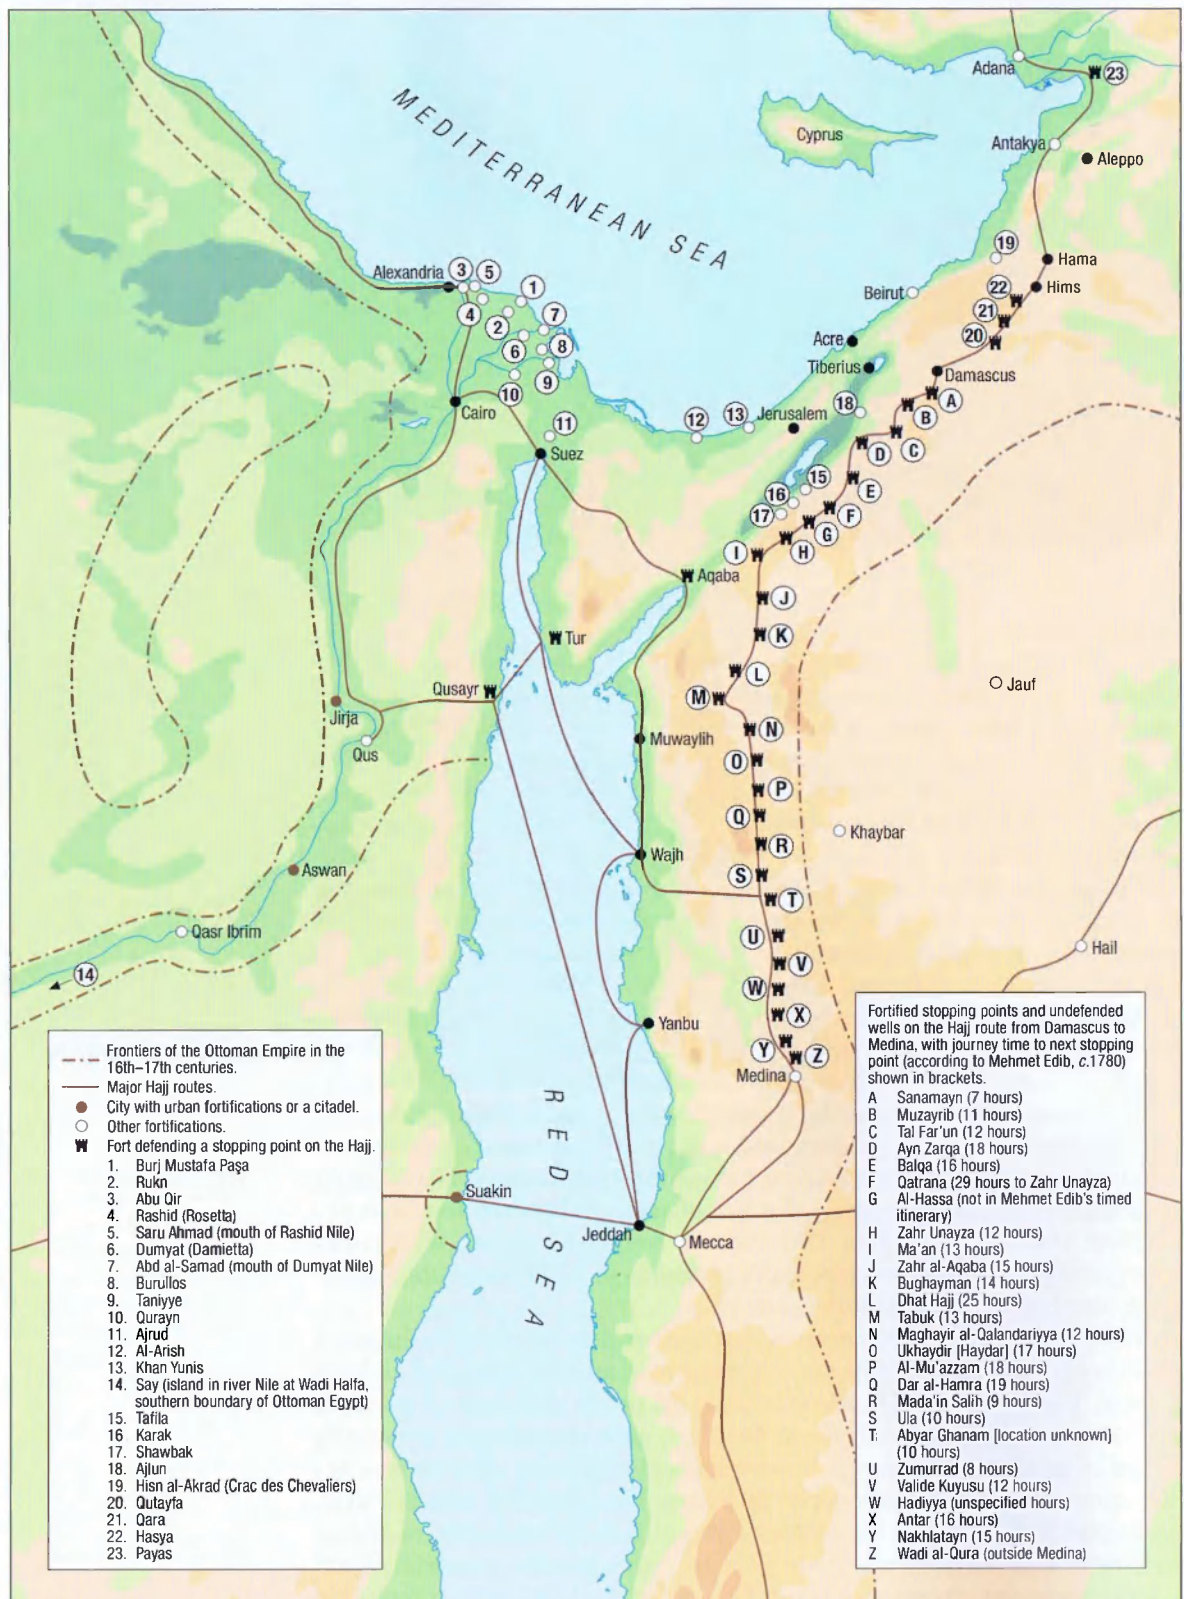 MEDITERRANEAN SEA
Cyprus
Adana
23
Antakya
Aleppo
19
Hama
Alexandria
3
5
1
4
2
7
6
8
9
10
Beirut
22
Hims
21
20
Acre
Tiberius
Damascus
A
Cairo
11
12
13
Jerusalem
18
B
C
D
Suez
15
E
16
17
F
G
H
I
Aqaba
J
Tur
K
L
Qusayr
M
Jauf
Jirja
N
Qus
Muwaylih
O
P
Q
Khaybar
R
Wajh
Aswan
S
T
Qasr Ibrim
U
Hail
14
V
W
X
Yanbu
Y
Z
Medina
RED SEA
Suakin
Jeddah
Mecca
Frontiers of the Ottoman Empire in the
16th–17th centuries.
Major Hajj routes.
City with urban fortifications or a citadel.
Other fortifications.
Fort defending a stopping point on the Hajj.
1. Burj Mustafa Paşa
2. Rukn
3. Abu Qir
4. Rashid (Rosetta)
5. Saru Ahmad (mouth of Rashid Nile)
6. Dumyat (Damietta)
7. Abd al-Samad (mouth of Dumyat Nile)
8. Burullos
9. Taniyye
10. Qurayn
11. Ajrud
12. Al-Arish
13. Khan Yunis
14. Say (island in river Nile at Wadi Halfa,
southern boundary of Ottoman Egypt)
15. Tafila
16 Karak
17. Shawbak
18. Ajlun
19. Hisn al-Akrad (Crac des Chevaliers)
20. Qutayfa
21. Qara
22. Hasya
23. Payas
Fortified stopping points and undefended
wells on the Hajj route from Damascus to
Medina, with journey time to next stopping
point (according to Mehmet Edib, c.1780)
shown in brackets.
A Sanamayn (7 hours)
B Muzayrib (11 hours)
C Tal Far'un (12 hours)
D Ayn Zarqa (18 hours)
E Balqa (16 hours)
F Qatrana (29 hours to Zahr Unayza)
G Al-Hassa (not in Mehmet Edib's timed
itinerary)
H Zahr Unayza (12 hours)
I Ma'an (13 hours)
J Zahr al-Aqaba (15 hours)
K Bughayman (14 hours)
L Dhat Hajj (25 hours)
M Tabuk (13 hours)
N Maghayir al-Qalandariyya (12 hours)
O Ukhaydir [Haydar] (17 hours)
P Al-Mu'azzam (18 hours)
Q Dar al-Hamra (19 hours)
R Mada'in Salih (9 hours)
S Ula (10 hours)
T. Abyar Ghanam [location unknown]
(10 hours)
U Zumurrad (8 hours)
V Valide Kuyusu (12 hours)
W Hadiyya (unspecified hours)
X Antar (16 hours)
Y Nakhlatayn (15 hours)
Z Wadi al-Qura (outside Medina)